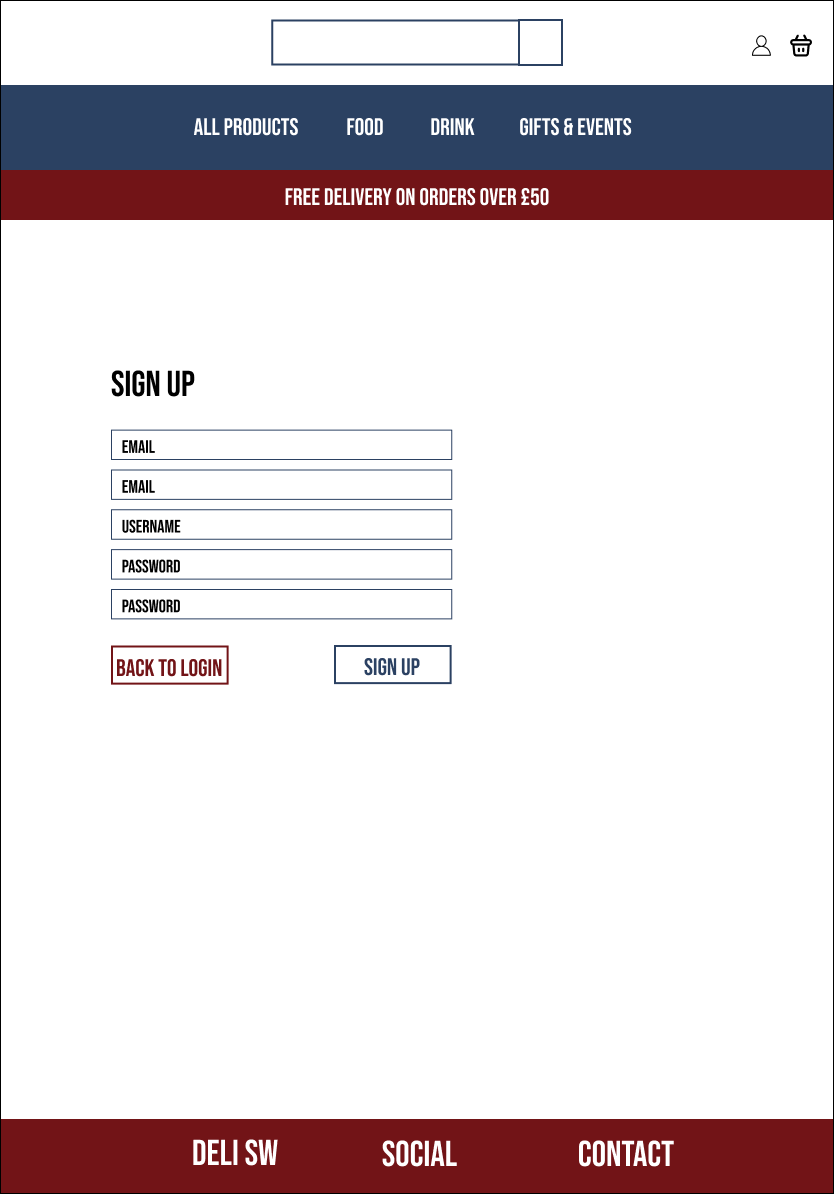 ALL PRODUCTS FOOD DRINK GIFTS & EVENTS
FREE DELIVERY ON ORDERS OVER £50
SIGN UP
EMAIL
EMAIL
USERNAME
PASSWORD
PASSWORD
BACK TO LOGIN SIGN UP
DELI SW SOCIAL CONTACT